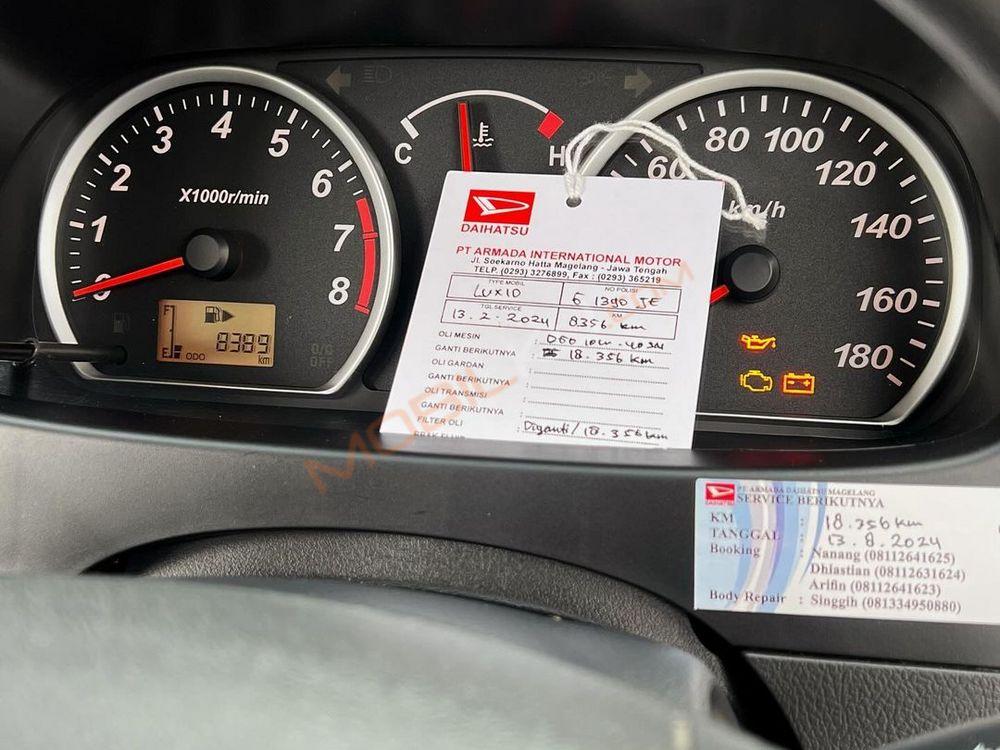 4
3
5
2
6
X1000r/min
1
7
0
8
F
E
ODO
8389
km
O/D
OFF
C
H
60
80
100
120
km/h
140
160
180
DAIHATSU
PT ARMADA INTERNATIONAL MOTOR
Jl. Soekarno Hatta Magelang - Jawa Tengah
TELP. (0293) 3276899, Fax : (0293) 365219
TYPE MOBIL NO POLISI
LUXIO
TGL SERVICE KM
13.2.2024 8356 km
OLI MESIN :
GANTI BERIKUTNYA : 18.356 km
OLI GARDAN :
GANTI BERIKUTNYA :
OLI TRANSMISI :
GANTI BERIKUTNYA :
FILTER OLI : Diganti/18.356 km
DAIHATSU
PT ARMADA DAIHATSU MAGELANG
SERVICE BERIKUTNYA
KM : 18.356 km
TANGGAL : 13.8.2024
Booking : Nanang (08112641625)
Dhiastian (08112631624)
Arifin (08112641623)
Body Repair : Singgih (081334950880)